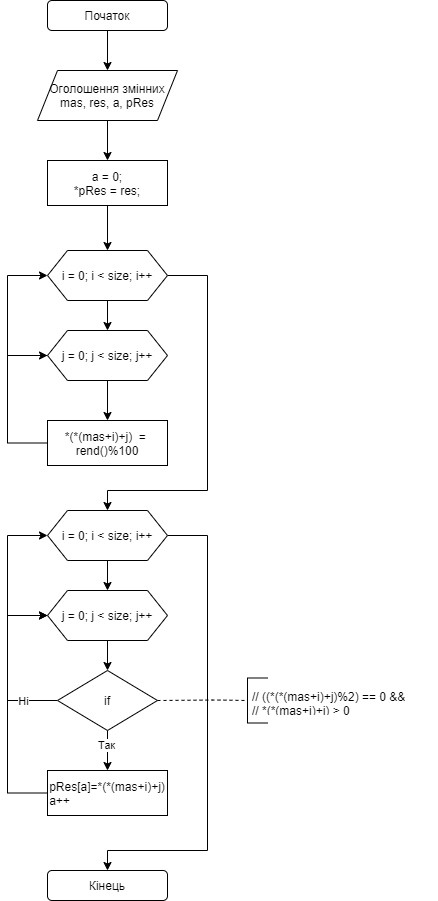 Початок
Оголошення змінних
mas, res, a, pRes
a = 0;
*pRes = res;
i = 0; i < size; i++
j = 0; j < size; j++
*(*(mas+i)+j) =
rend()%100
i = 0; i < size; i++
j = 0; j < size; j++
if
// ((*(*(mas+i)+j)%2) == 0 &&
// *(*(mas+i)+j) > 0
Ні
Так
pRes[a]=*(*(mas+i)+j)
a++
Кінець